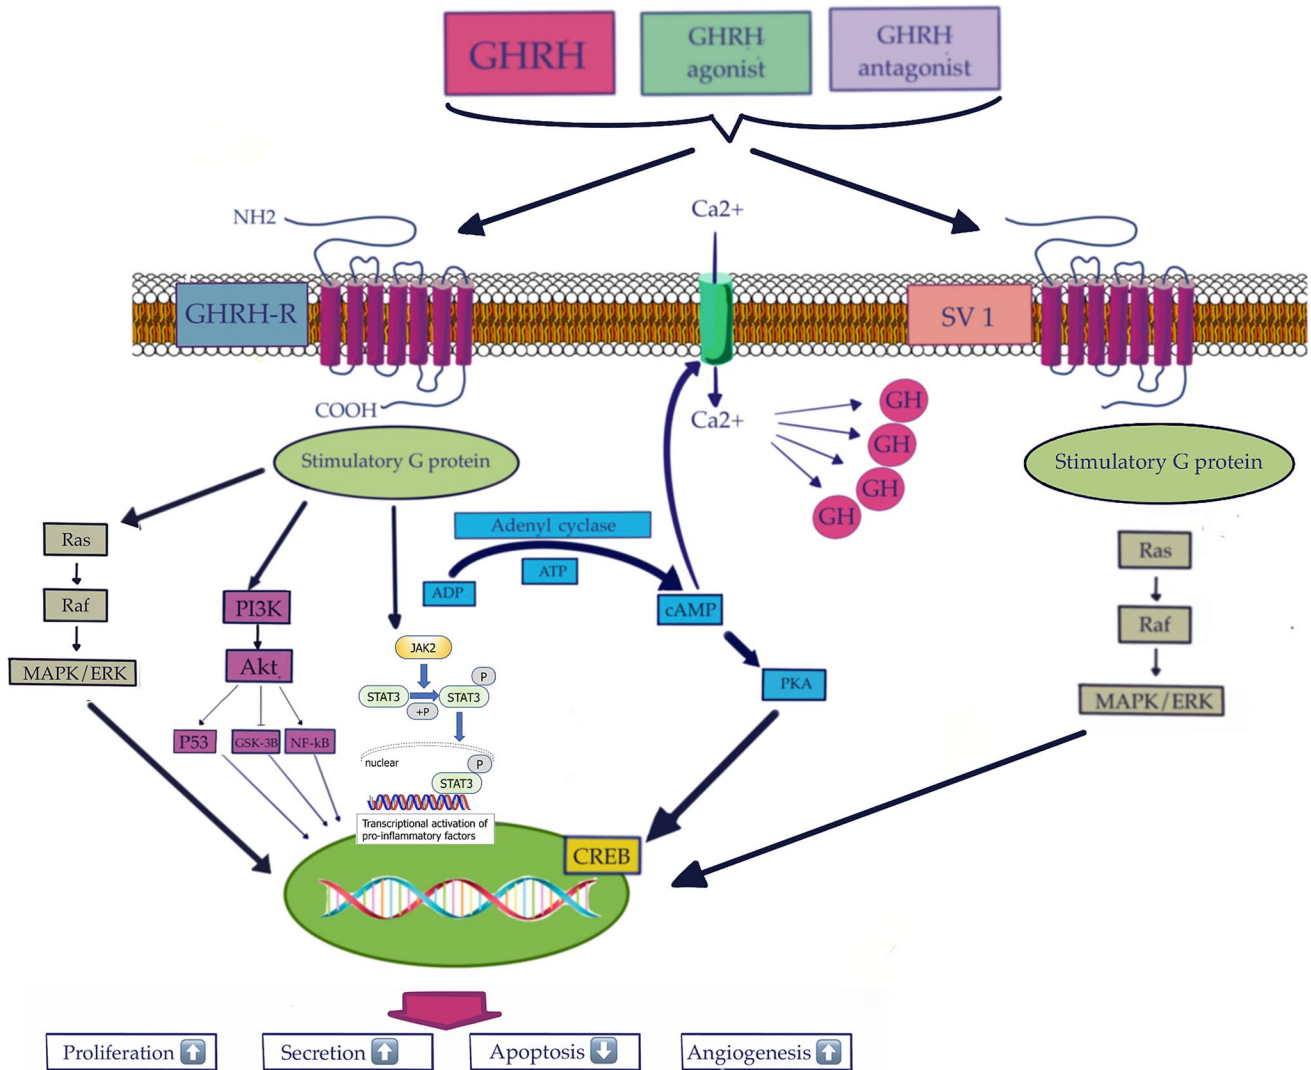 GHRH
GHRH
agonist
GHRH
antagonist
NH2
Ca2+
GHRH-R
SV 1
COOH
Ca2+
GH
GH
GH
GH
Stimulatory G protein
Stimulatory G protein
Adenyl cyclase
Ras
Ras
ATP
ADP
cAMP
Raf
PI3K
Raf
JAK2
Akt
MAPK/ERK
P
STAT3
STAT3
+P
PKA
MAPK/ERK
P53
GSK-3B
NF-kB
nuclear
P
STAT3
Transcriptional activation of
pro-inflammatory factors
CREB
Proliferation
Secretion
Apoptosis
Angiogenesis